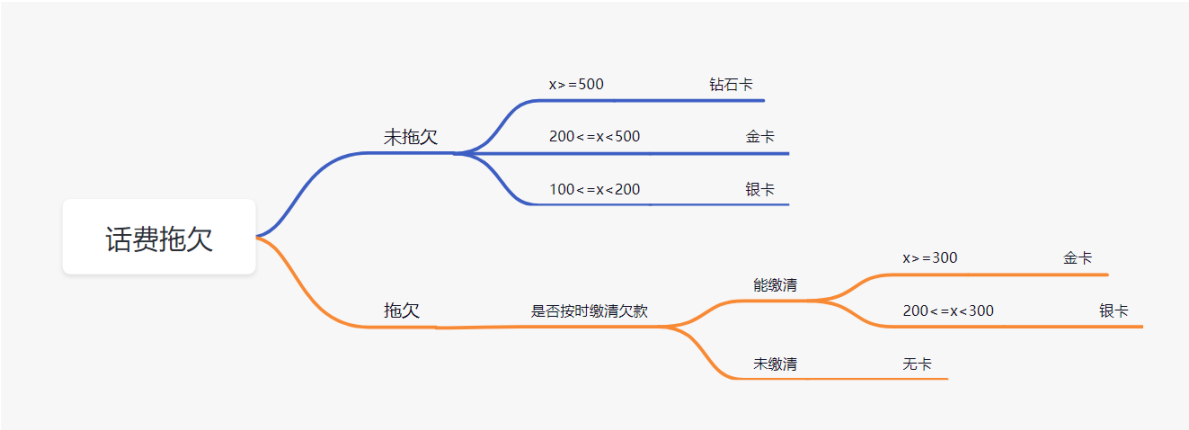 话费拖欠
未拖欠
x>=500 钻石卡
200<=x<500 金卡
100<=x<200 银卡
拖欠
是否按时缴清欠款
能缴清
x>=300 金卡
200<=x<300 银卡
未缴清 无卡